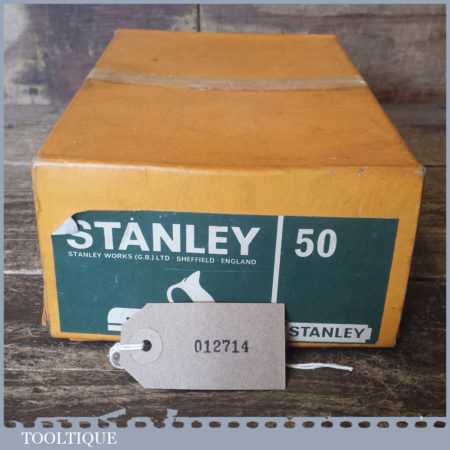 STANLEY
STANLEY WORKS (G.B.) LTD · SHEFFIELD · ENGLAND
50
STANLEY
012714
TOOLTIQUE